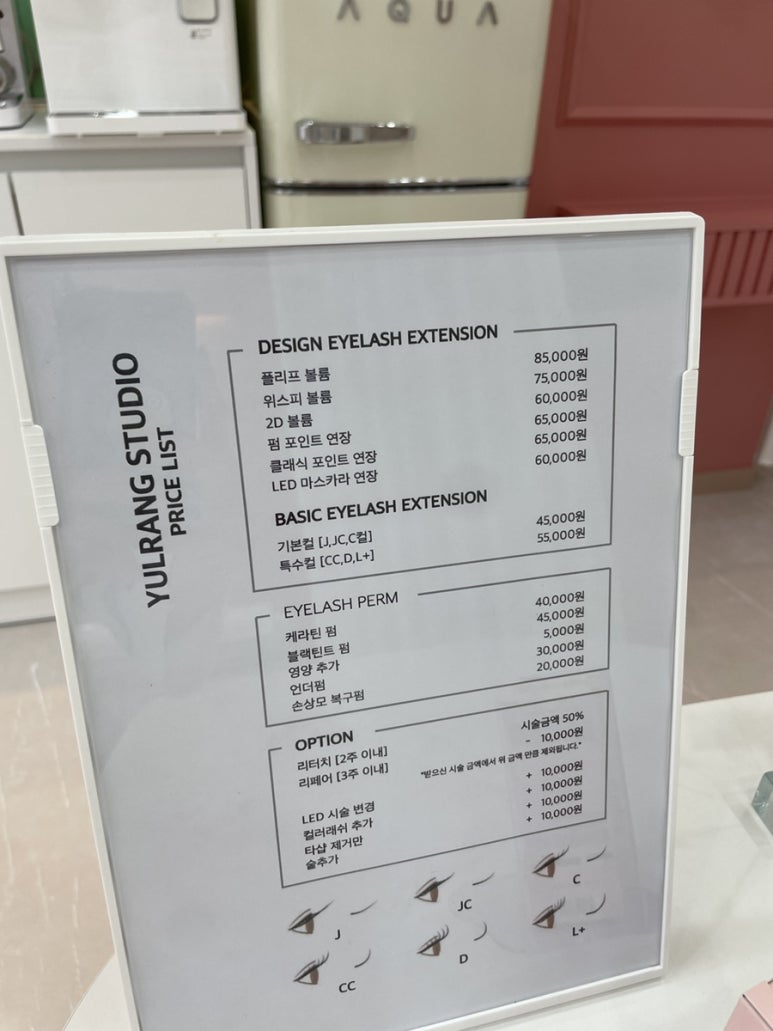 AQUA
YULRANG STUDIO
PRICE LIST
DESIGN EYELASH EXTENSION
플리프 볼륨 85,000원
위스피 볼륨 75,000원
2D 볼륨 60,000원
펌 포인트 연장 65,000원
클래식 포인트 연장 65,000원
LED 마스카라 연장 60,000원
BASIC EYELASH EXTENSION
기본컬 [J,JC,C컬] 45,000원
특수컬 [CC,D,L+] 55,000원
EYELASH PERM
케라틴 펌 40,000원
블랙틴트 펌 45,000원
영양 추가 5,000원
언더펌 30,000원
손상모 복구펌 20,000원
OPTION
리터치 [2주 이내] 시술금액 50%
리페어 [3주 이내] - 10,000원
"받으신 시술 금액에서 위 금액 만큼 제외됩니다."
LED 시술 변경 + 10,000원
컬러래쉬 추가 + 10,000원
타샵 제거만 + 10,000원
숱추가 + 10,000원
J JC C
CC D L+